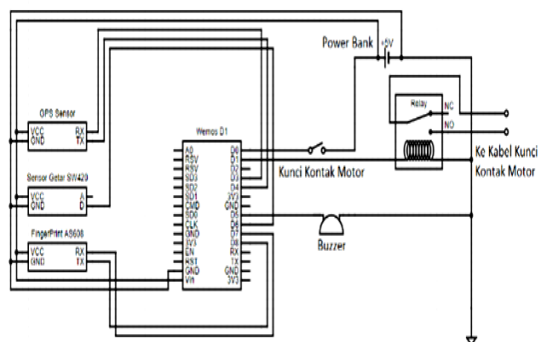 Power Bank +5V
GPS Sensor
VCC RX
GND TX
Sensor Getar SW420
VCC A
GND D
FingerPrint AS608
VCC RX
GND TX
Wemos D1
A0 D0
RSV D1
RSV D2
SD3 D3
SD2 D4
SD1 3V3
CMD GND
SD0 D5
CLK D6
GND D7
3V3 D8
EN RX
RST TX
GND GND
Vin 3V3
Kunci Kontak Motor
Buzzer
Relay
NC
NO
Ke Kabel Kunci
Kontak Motor